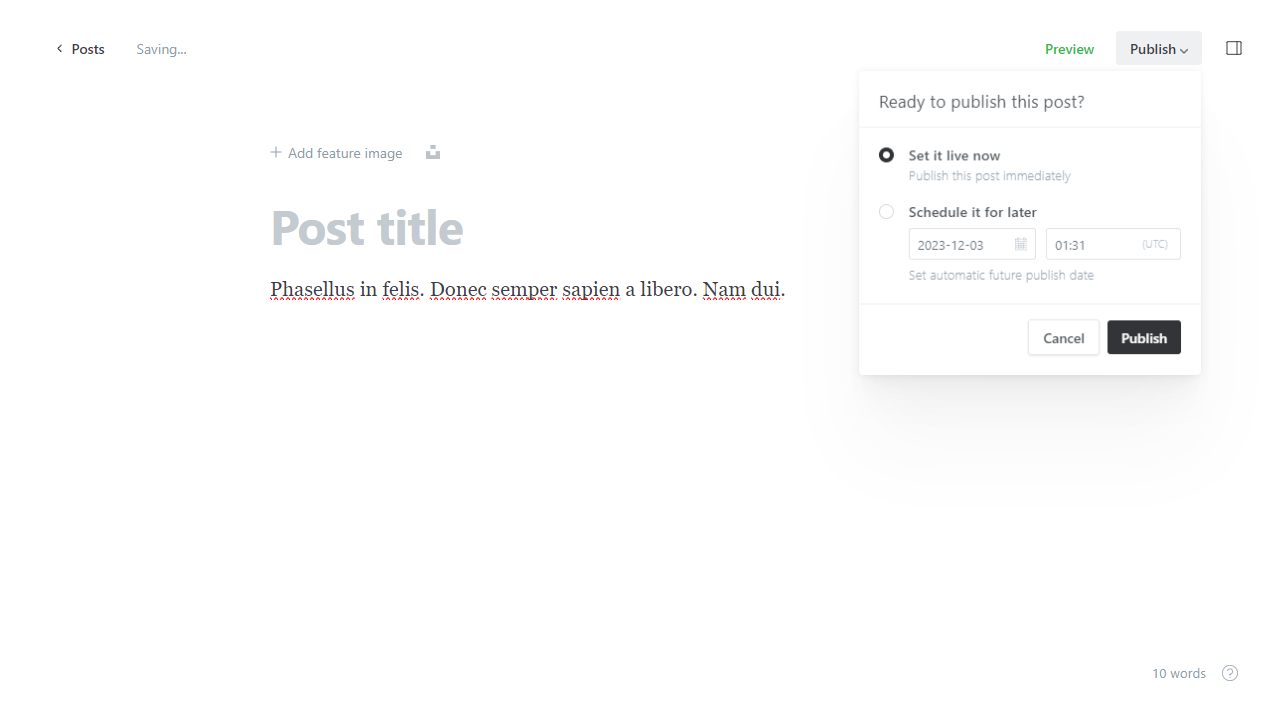 Posts
Saving...
Preview
Publish
Ready to publish this post?
Set it live now
Publish this post immediately
Schedule it for later
2023-12-03
01:31
(UTC)
Set automatic future publish date
Cancel
Publish
Add feature image
Post title
Phasellus in felis. Donec semper sapien a libero. Nam dui.
10 words
?